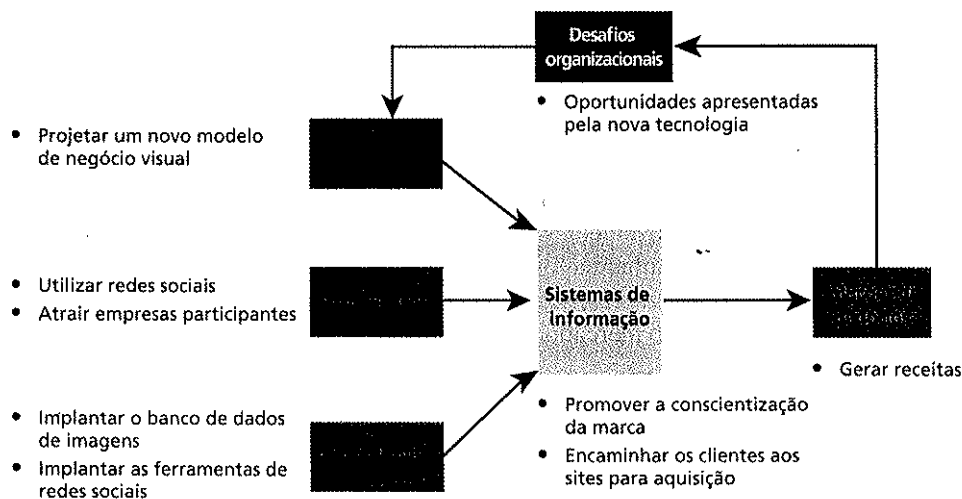 Desafios
organizacionais
• Oportunidades apresentadas
pela nova tecnologia
• Projetar um novo modelo
de negócio visual
• Utilizar redes sociais
• Atrair empresas participantes
Sistemas de
Informação
• Gerar receitas
• Implantar o banco de dados
de imagens
• Implantar as ferramentas de
redes sociais
• Promover a conscientização
da marca
• Encaminhar os clientes aos
sites para aquisição